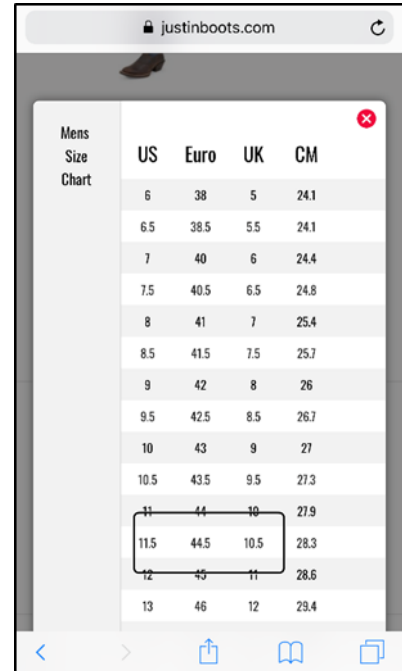 justinboots.com
Mens
Size
Chart
US Euro UK CM
6 38 5 24.1
6.5 38.5 5.5 24.1
7 40 6 24.4
7.5 40.5 6.5 24.8
8 41 7 25.4
8.5 41.5 7.5 25.7
9 42 8 26
9.5 42.5 8.5 26.7
10 43 9 27
10.5 43.5 9.5 27.3
11 44 10 27.9
11.5 44.5 10.5 28.3
12 45 11 28.6
13 46 12 29.4